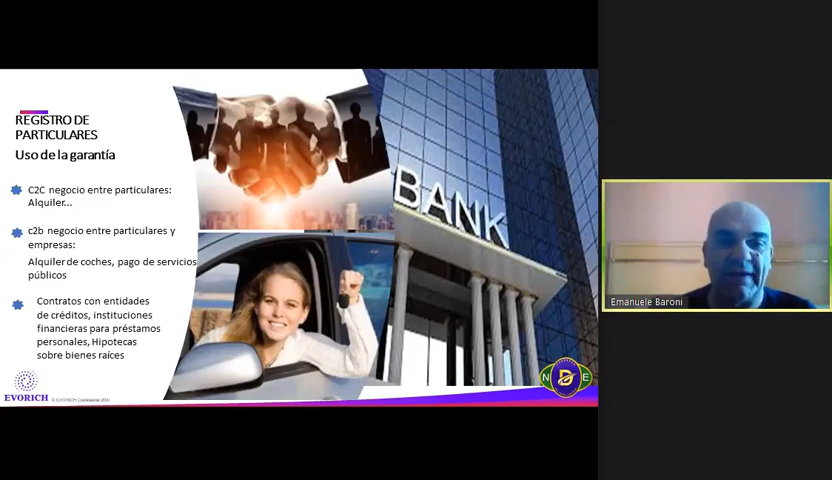 REGISTRO DE
PARTICULARES
Uso de la garantía
C2C negocio entre particulares:
Alquiler...
c2b negocio entre particulares y
empresas:
Alquiler de coches, pago de servicios
públicos
Contratos con entidades
de créditos, instituciones
financieras para préstamos
personales, Hipotecas
sobre bienes raíces
EVORICH
BANK
N
D
E
Emanuele Baroni